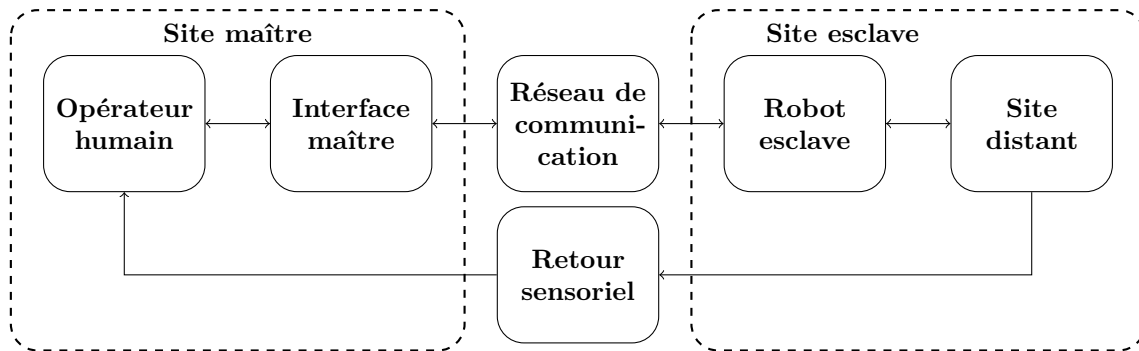 Site maître
Site esclave
Opérateur
humain
Interface
maître
Réseau de
communi-
cation
Robot
esclave
Site
distant
Retour
sensoriel